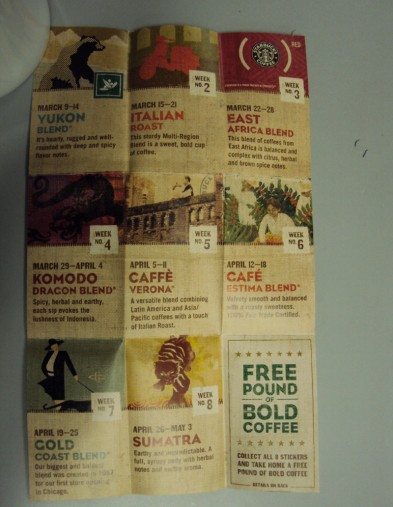 STARBUCKS
COFFEE
RED
WEEK
NO. 2
WEEK
NO. 3
MARCH 9–14
YUKON
BLEND®
It's hearty, rugged and well-
rounded with deep and spicy
flavor notes.
MARCH 15–21
ITALIAN
ROAST
This sturdy Multi-Region
Blend is a sweet, bold cup
of coffee.
MARCH 22–28
EAST
AFRICA BLEND
This blend of coffees from
East Africa is balanced and
complex with citrus, herbal
and brown spice notes.
WEEK
NO. 4
WEEK
NO. 5
WEEK
NO. 6
MARCH 29–APRIL 4
KOMODO
DRAGON BLEND®
Spicy, herbal and earthy,
each sip evokes the
lushness of Indonesia.
APRIL 5–11
CAFFÈ
VERONA®
A versatile blend combining
Latin America and Asia/
Pacific coffees with a touch
of Italian Roast.
APRIL 12–18
CAFÉ
ESTIMA BLEND®
Velvety smooth and balanced
with a roasty sweetness.
100% Fair Trade Certified.
WEEK
NO. 7
WEEK
NO. 8
APRIL 19–25
GOLD
COAST BLEND®
Our biggest and boldest
blend was created in 1987
for our first store opening
in Chicago.
APRIL 26–MAY 3
SUMATRA
Earthy and unpredictable. A
full, syrupy body with herbal
notes and earthy aroma.
FREE
POUND
OF
BOLD
COFFEE
COLLECT ALL 8 STICKERS
AND TAKE HOME A FREE
POUND OF BOLD COFFEE
DETAILS ON BACK